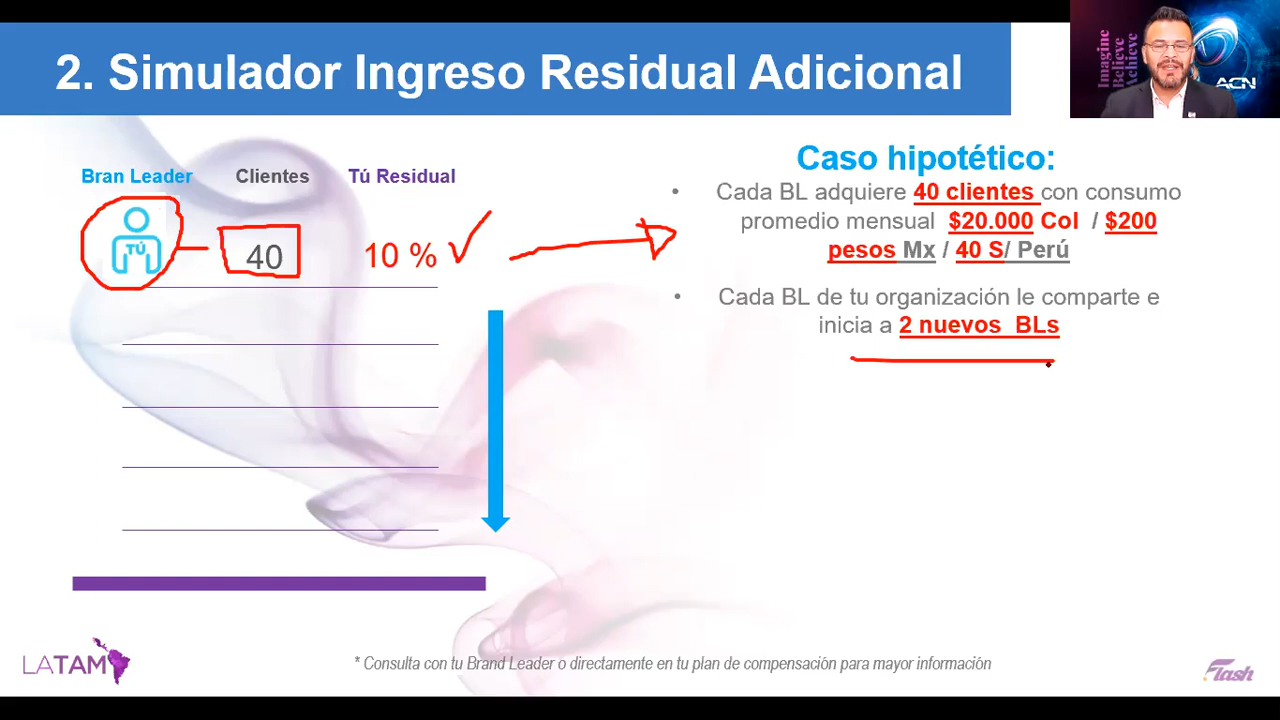 2. Simulador Ingreso Residual Adicional
Imagine
Believe
Achieve
ACN
Bran Leader Clientes Tú Residual
TÚ 40 10 %
Caso hipotético:
• Cada BL adquiere 40 clientes con consumo
promedio mensual $20.000 Col / $200
pesos Mx / 40 S/ Perú
• Cada BL de tu organización le comparte e
inicia a 2 nuevos BLs
LATAM
* Consulta con tu Brand Leader o directamente en tu plan de compensación para mayor información
Flash